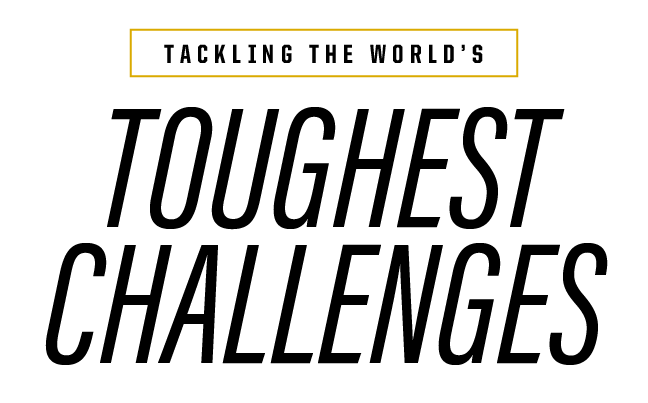 TACKLING THE WORLD'S
TOUGHEST
CHALLENGES